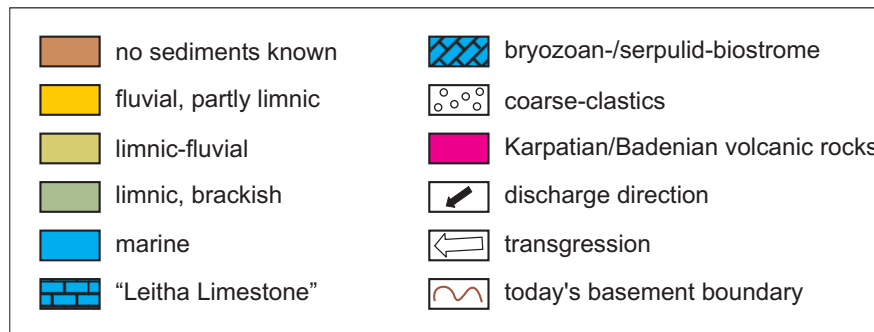 no sediments known
fluvial, partly limnic
limnic-fluvial
limnic, brackish
marine
“Leitha Limestone”
bryozoan-/serpulid-biostrome
coarse-clastics
Karpatian/Badenian volcanic rocks
discharge direction
transgression
today's basement boundary